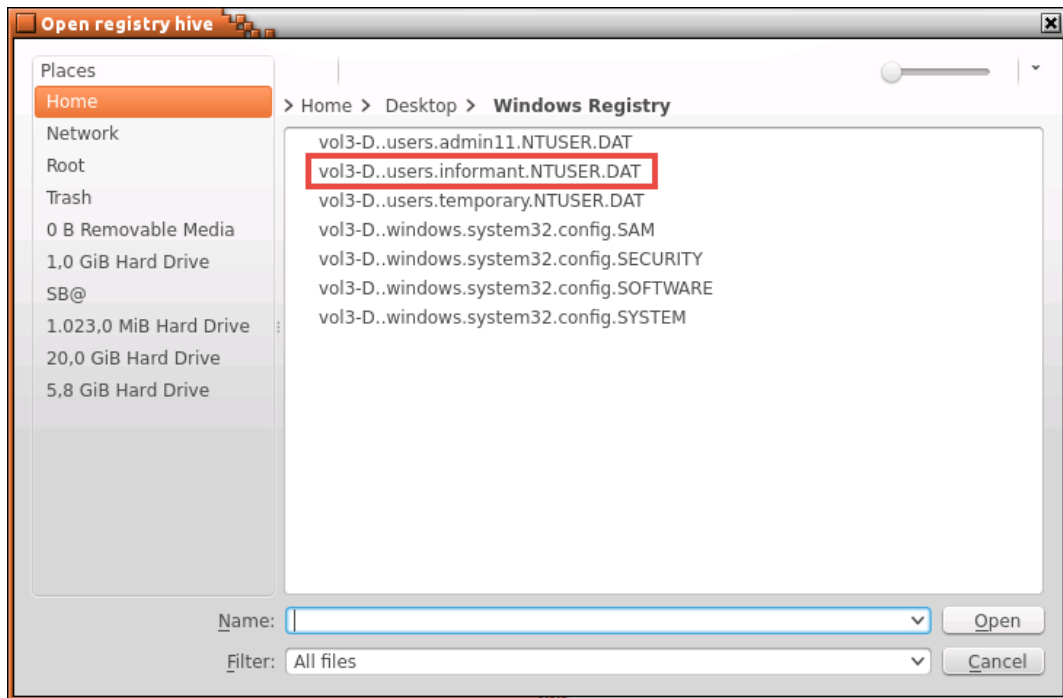 Open registry hive
Places
Home
Network
Root
Trash
0 B Removable Media
1,0 GiB Hard Drive
SB@
1.023,0 MiB Hard Drive
20,0 GiB Hard Drive
5,8 GiB Hard Drive
> Home > Desktop > Windows Registry
vol3-D..users.admin11.NTUSER.DAT
vol3-D..users.informant.NTUSER.DAT
vol3-D..users.temporary.NTUSER.DAT
vol3-D..windows.system32.config.SAM
vol3-D..windows.system32.config.SECURITY
vol3-D..windows.system32.config.SOFTWARE
vol3-D..windows.system32.config.SYSTEM
Name:
Open
Filter: All files
Cancel